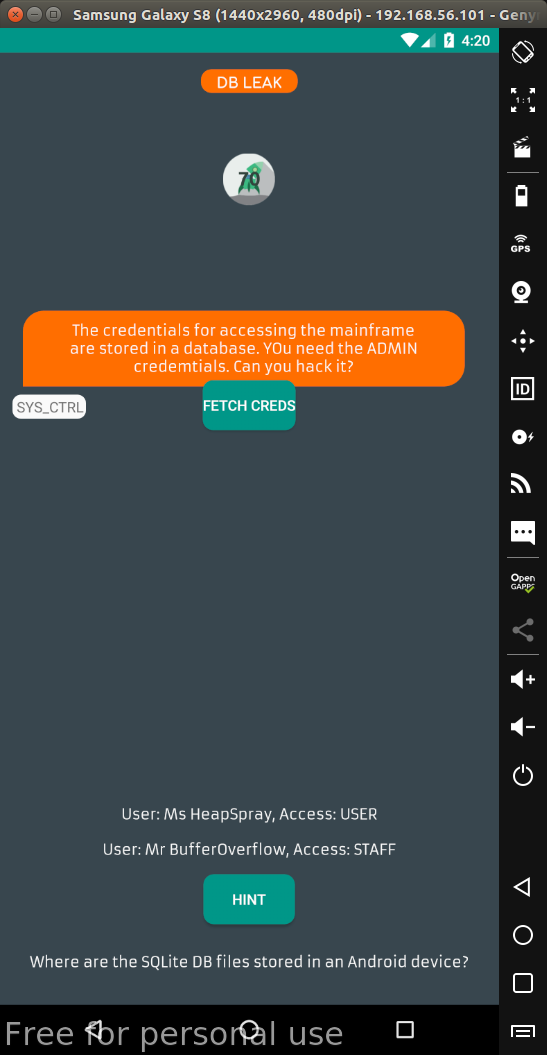 Samsung Galaxy S8 (1440x2960, 480dpi) - 192.168.56.101 - Geny
4:20
DB LEAK
70
1:1
GPS
The credentials for accessing the mainframe
are stored in a database. YOu need the ADMIN
credemtials. Can you hack it?
ID
SYS_CTRL
FETCH CREDS
Open
GAPPS
User: Ms HeapSpray, Access: USER
User: Mr BufferOverflow, Access: STAFF
HINT
Where are the SQLite DB files stored in an Android device?
Free for personal use